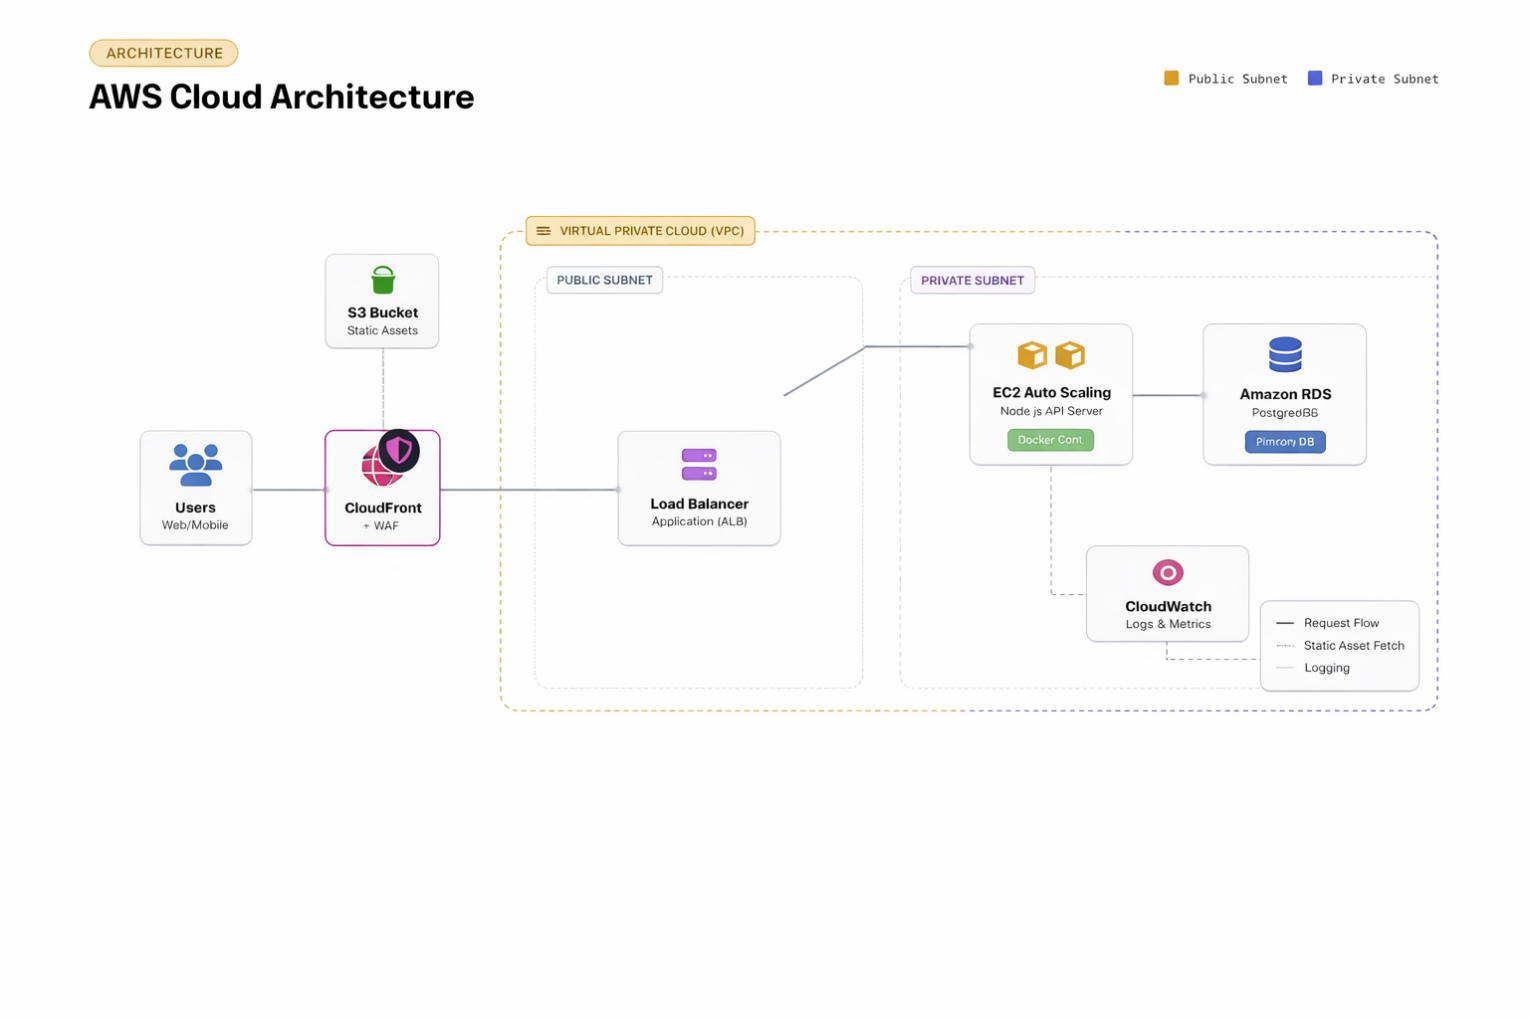 ARCHITECTURE
AWS Cloud Architecture
Public Subnet
Private Subnet
VIRTUAL PRIVATE CLOUD (VPC)
PUBLIC SUBNET
PRIVATE SUBNET
S3 Bucket
Static Assets
Users
Web/Mobile
CloudFront
+ WAF
Load Balancer
Application (ALB)
EC2 Auto Scaling
Node js API Server
Docker Cont.
Amazon RDS
DB
CloudWatch
Logs & Metrics
Request Flow
Static Asset Fetch
Logging